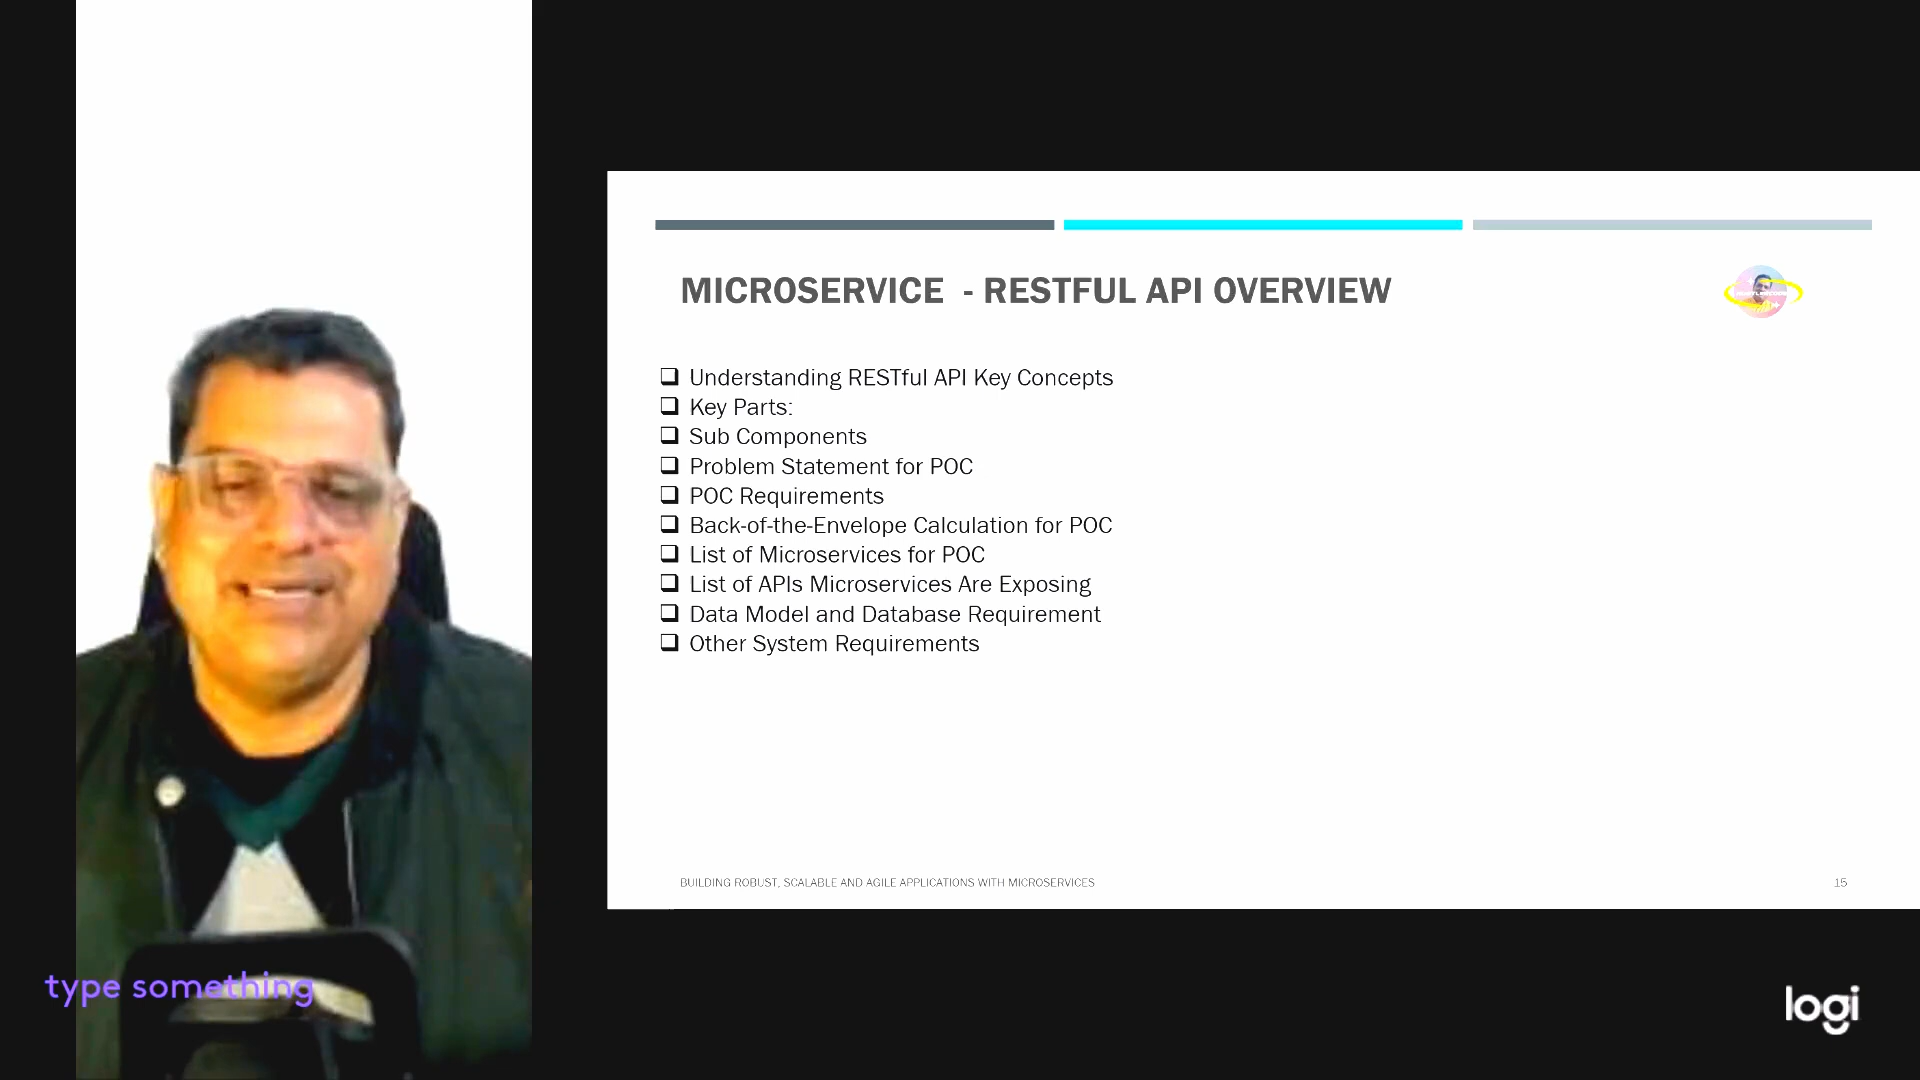 MICROSERVICE - RESTFUL API OVERVIEW
Understanding RESTful API Key Concepts
Key Parts:
Sub Components
Problem Statement for POC
POC Requirements
Back-of-the-Envelope Calculation for POC
List of Microservices for POC
List of APIs Microservices Are Exposing
Data Model and Database Requirement
Other System Requirements
BUILDING ROBUST, SCALABLE AND AGILE APPLICATIONS WITH MICROSERVICES
15
type something
logi